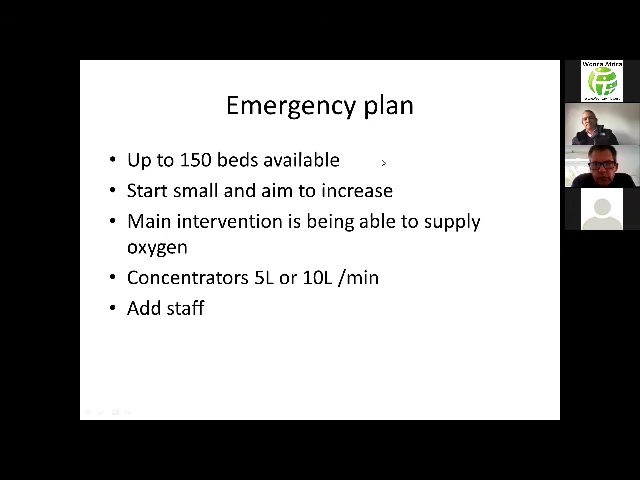 Emergency plan
• Up to 150 beds available
• Start small and aim to increase
• Main intervention is being able to supply
oxygen
• Concentrators 5L or 10L /min
• Add staff